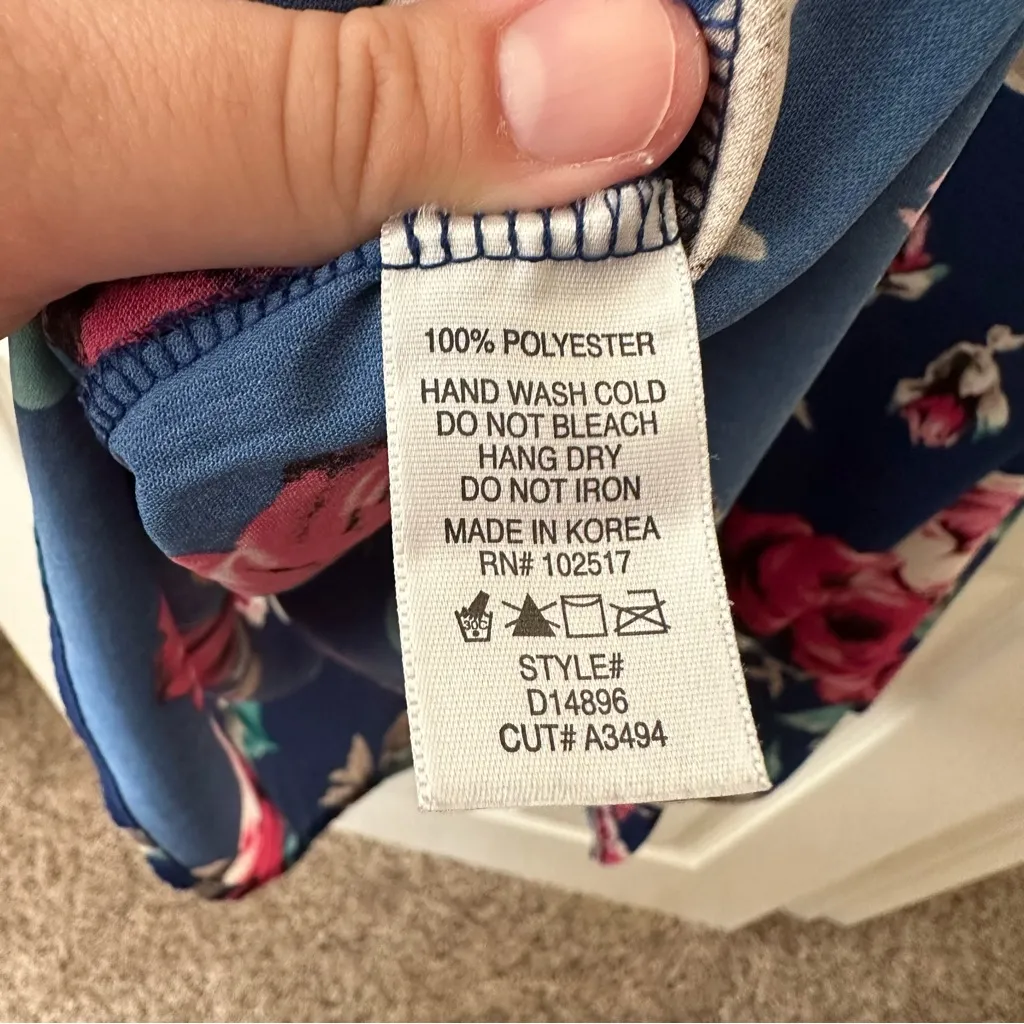 100% POLYESTER
HAND WASH COLD
DO NOT BLEACH
HANG DRY
DO NOT IRON
MADE IN KOREA
RN# 102517
30C
STYLE#
D14896
CUT# A3494